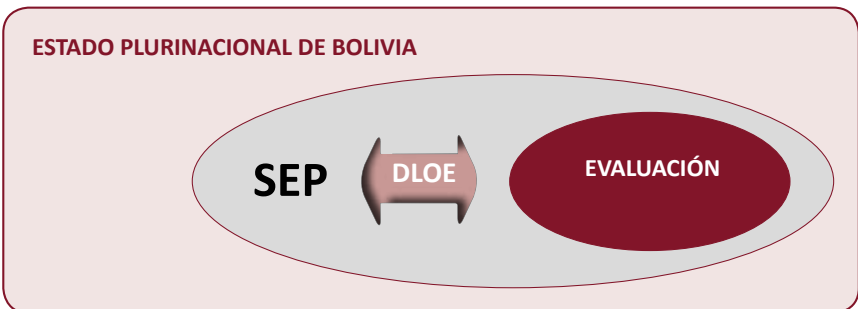 ESTADO PLURINACIONAL DE BOLIVIA
SEP
DLOE
EVALUACIÓN